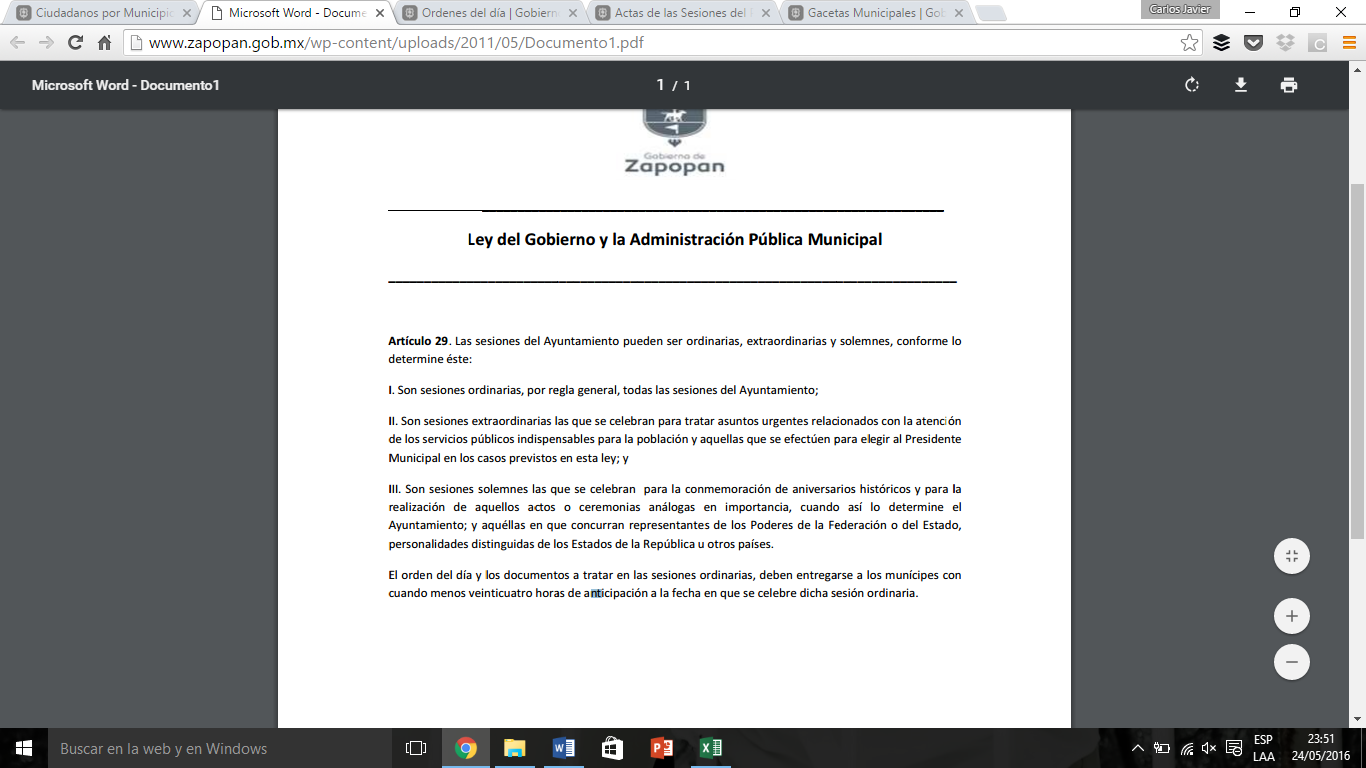 Ciudadanos por Municipi
Microsoft Word - Docume
Ordenes del día | Gobiern
Actas de las Sesiones del
Gacetas Municipales | Gob
Carlos Javier
www.zapopan.gob.mx/wp-content/uploads/2011/05/Documento1.pdf
Microsoft Word - Documento1
1 / 1
Gobierno de
Zapopan
Ley del Gobierno y la Administración Pública Municipal
Artículo 29. Las sesiones del Ayuntamiento pueden ser ordinarias, extraordinarias y solemnes, conforme lo
determine éste:
I. Son sesiones ordinarias, por regla general, todas las sesiones del Ayuntamiento;
II. Son sesiones extraordinarias las que se celebran para tratar asuntos urgentes relacionados con la atención
de los servicios públicos indispensables para la población y aquellas que se efectúen para elegir al Presidente
Municipal en los casos previstos en esta ley; y
III. Son sesiones solemnes las que se celebran para la conmemoración de aniversarios históricos y para la
realización de aquellos actos o ceremonias análogas en importancia, cuando así lo determine el
Ayuntamiento; y aquéllas en que concurran representantes de los Poderes de la Federación o del Estado,
personalidades distinguidas de los Estados de la República u otros países.
El orden del día y los documentos a tratar en las sesiones ordinarias, deben entregarse a los munícipes con
cuando menos veinticuatro horas de anticipación a la fecha en que se celebre dicha sesión ordinaria.
Buscar en la web y en Windows
ESP
LAA
23:51
24/05/2016